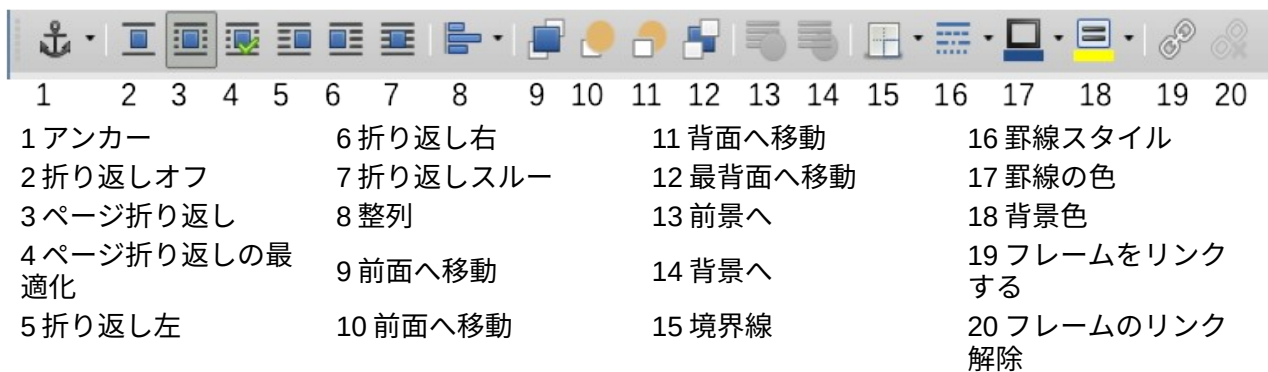 1 2 3 4 5 6 7 8 9 10 11 12 13 14 15 16 17 18 19 20
1 アンカー
2 折り返しオフ
3 ページ折り返し
4 ページ折り返しの最
適化
5 折り返し左
6 折り返し右
7 折り返しスルー
8 整列
9 前面へ移動
10 前面へ移動
11 背面へ移動
12 最背面へ移動
13 前景へ
14 背景へ
15 境界線
16 罫線スタイル
17 罫線の色
18 背景色
19 フレームをリンク
する
20 フレームのリンク
解除